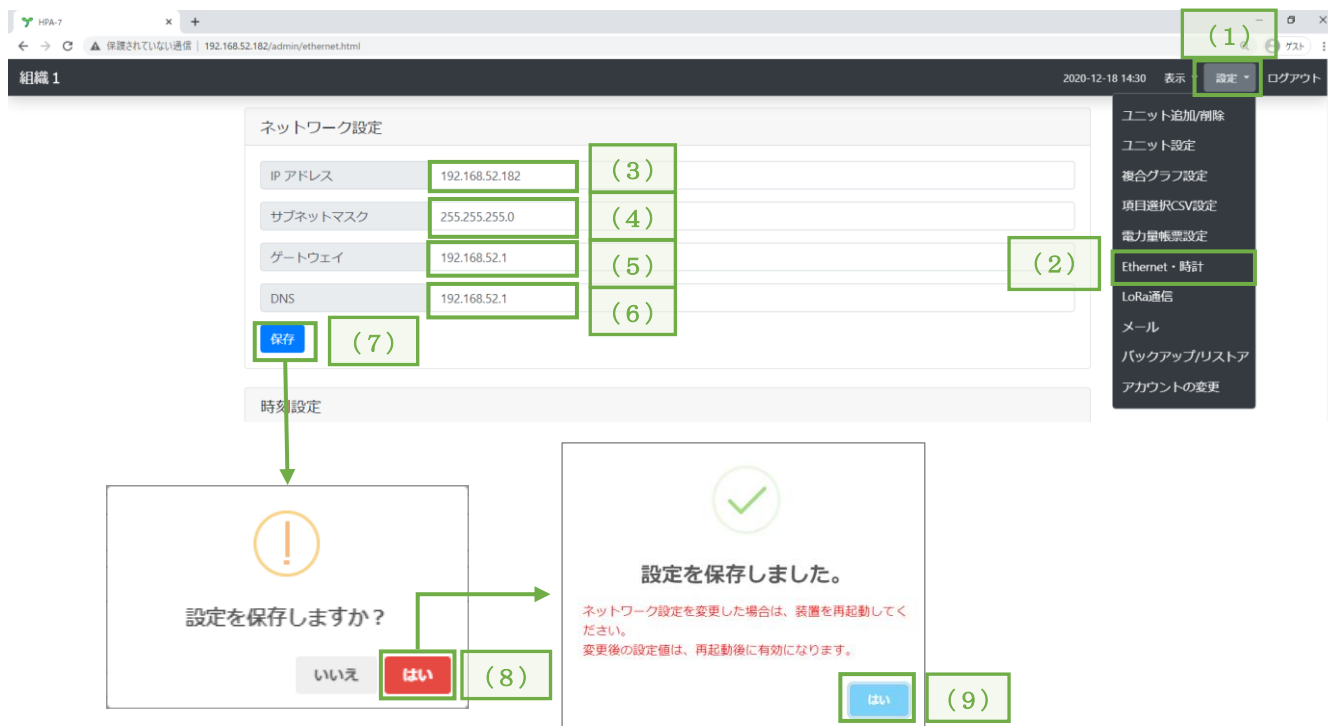 HPA-7
保護されていない通信 | 192.168.52.182/admin/ethernet.html
ゲスト
(1)
組織 1
2020-12-18 14:30 表示 設定 ログアウト
ユニット追加/削除
ユニット設定
複合グラフ設定
項目選択CSV設定
電力量帳票設定
(2)
Ethernet・時計
LoRa通信
メール
バックアップ/リストア
アカウントの変更
ネットワーク設定
IP アドレス 192.168.52.182 (3)
サブネットマスク 255.255.255.0 (4)
ゲートウェイ 192.168.52.1 (5)
DNS 192.168.52.1 (6)
保存 (7)
時刻設定
設定を保存しますか？
いいえ はい (8)
設定を保存しました。
ネットワーク設定を変更した場合は、装置を再起動してく
ださい。
変更後の設定値は、再起動後に有効になります。
はい (9)